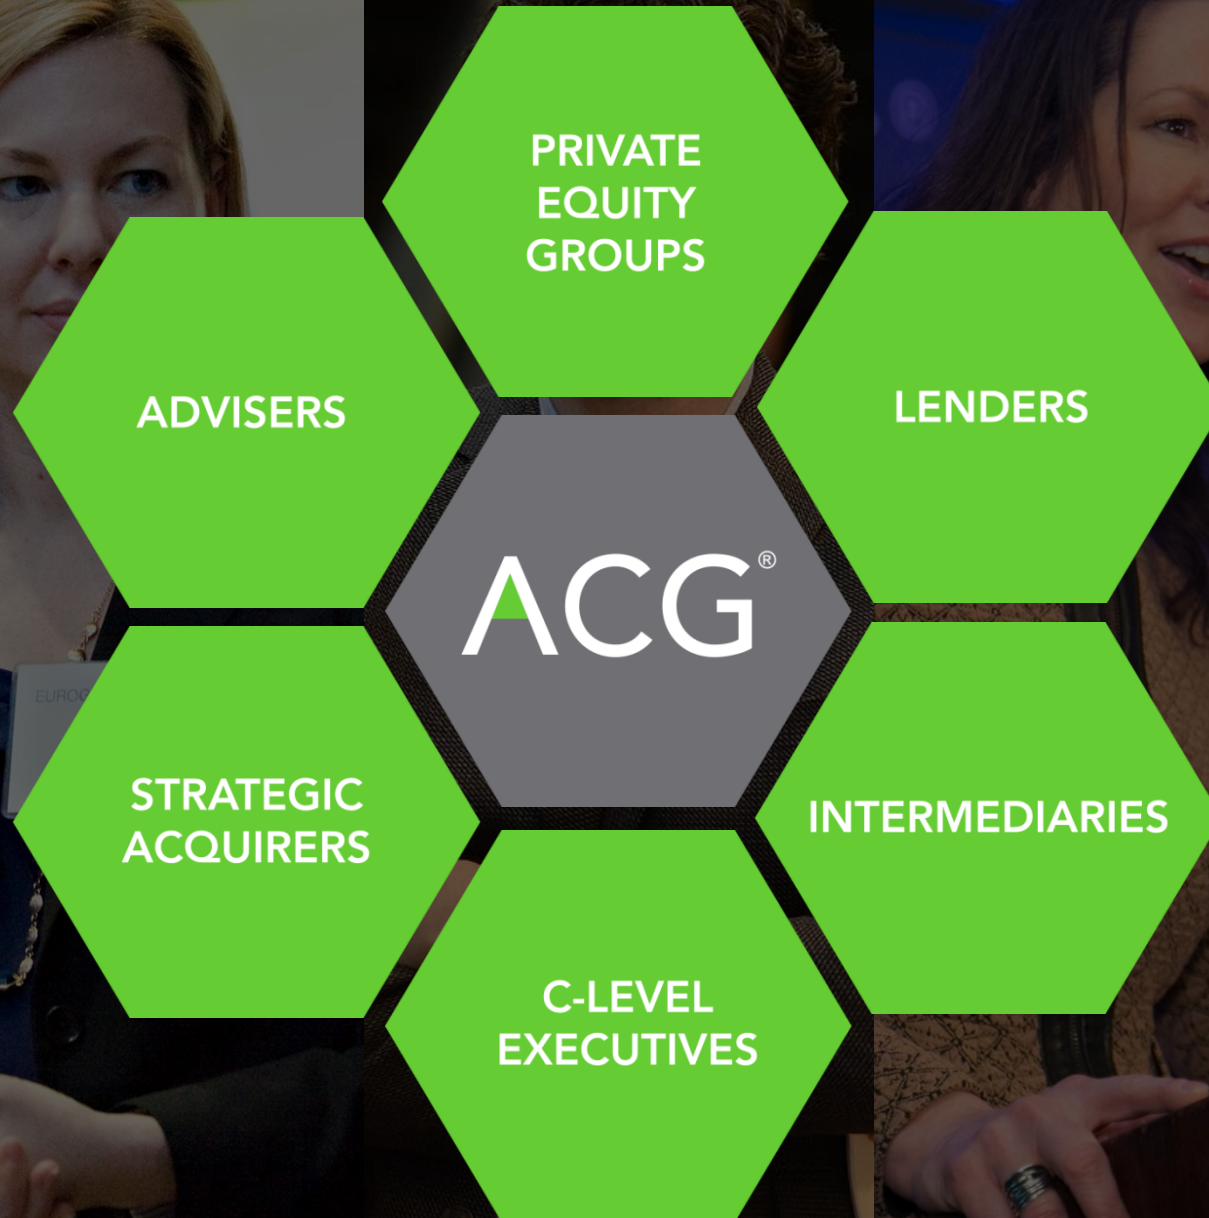 PRIVATE
EQUITY
GROUPS
ADVISERS
LENDERS
ACG®
STRATEGIC
ACQUIRERS
INTERMEDIARIES
C-LEVEL
EXECUTIVES